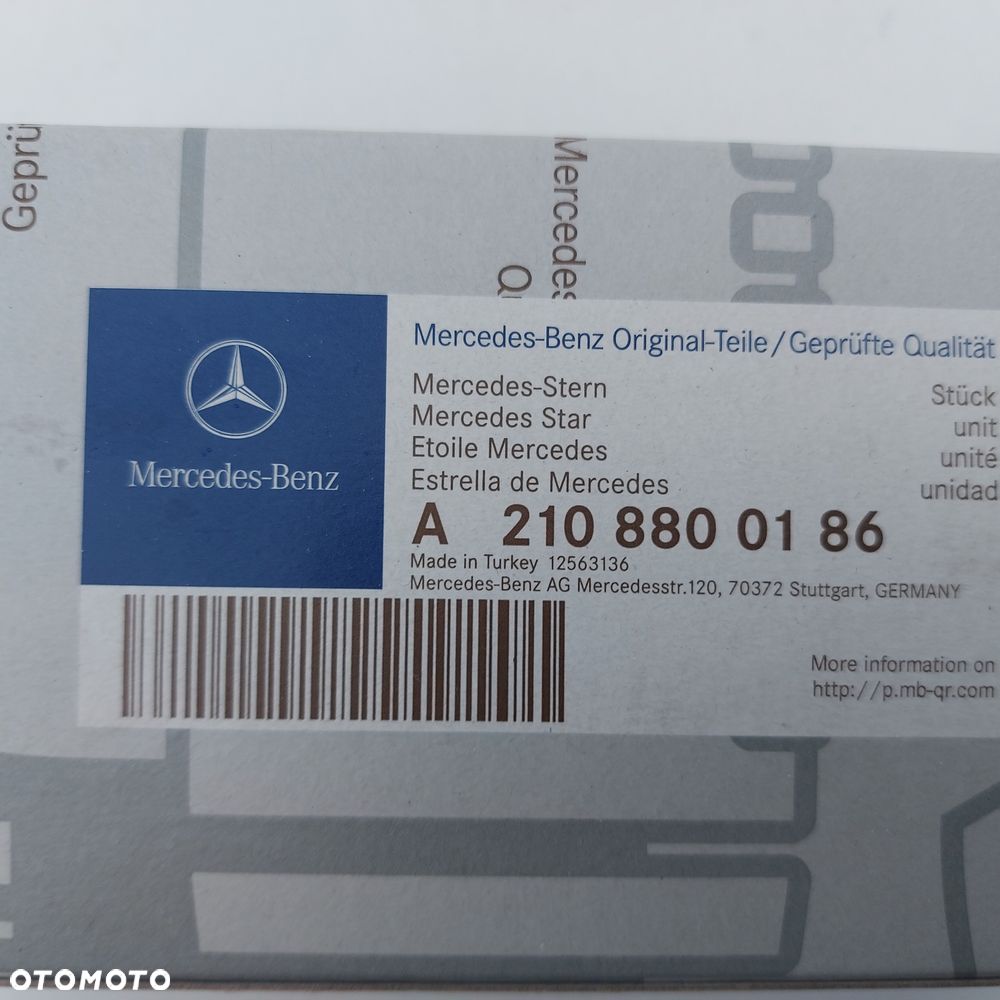 Geprü
Mercedes
Qu
Mercedes-Benz Original-Teile/Geprüfte Qualität
Mercedes-Stern Stück
Mercedes Star unit
Etoile Mercedes unité
Estrella de Mercedes unidad
A 210 880 01 86
Made in Turkey 12563136
Mercedes-Benz AG Mercedesstr.120, 70372 Stuttgart, GERMANY
Mercedes-Benz
More information on
http://p.mb-qr.com
OTOMOTO